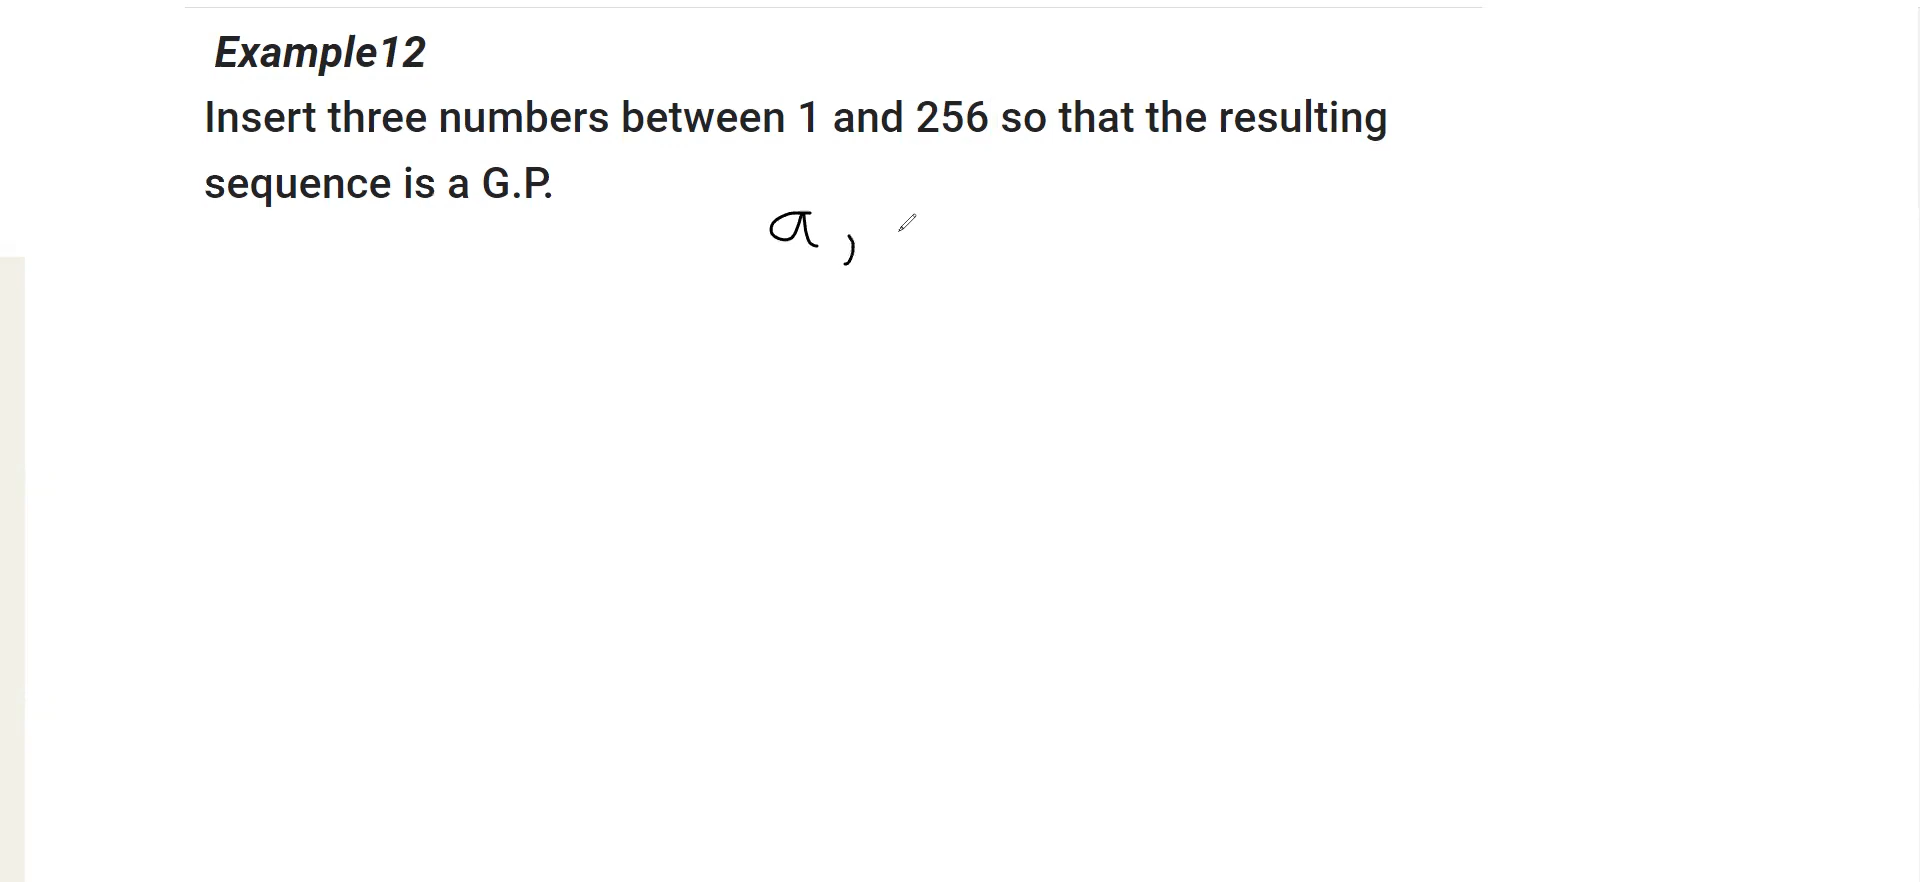 Example12
Insert three numbers between 1 and 256 so that the resulting
sequence is a G.P.
a ,